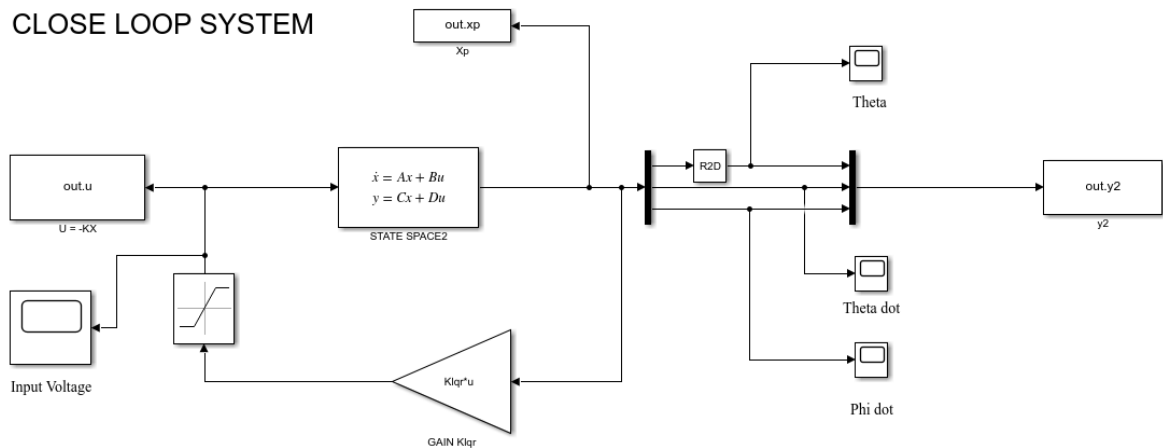 CLOSE LOOP SYSTEM
out.xp
Xp
Theta
out.u
U = -KX
ẋ = Ax + Bu
y = Cx + Du
STATE SPACE2
R2D
out.y2
y2
Theta dot
Input Voltage
Klqr*u
GAIN Klqr
Phi dot